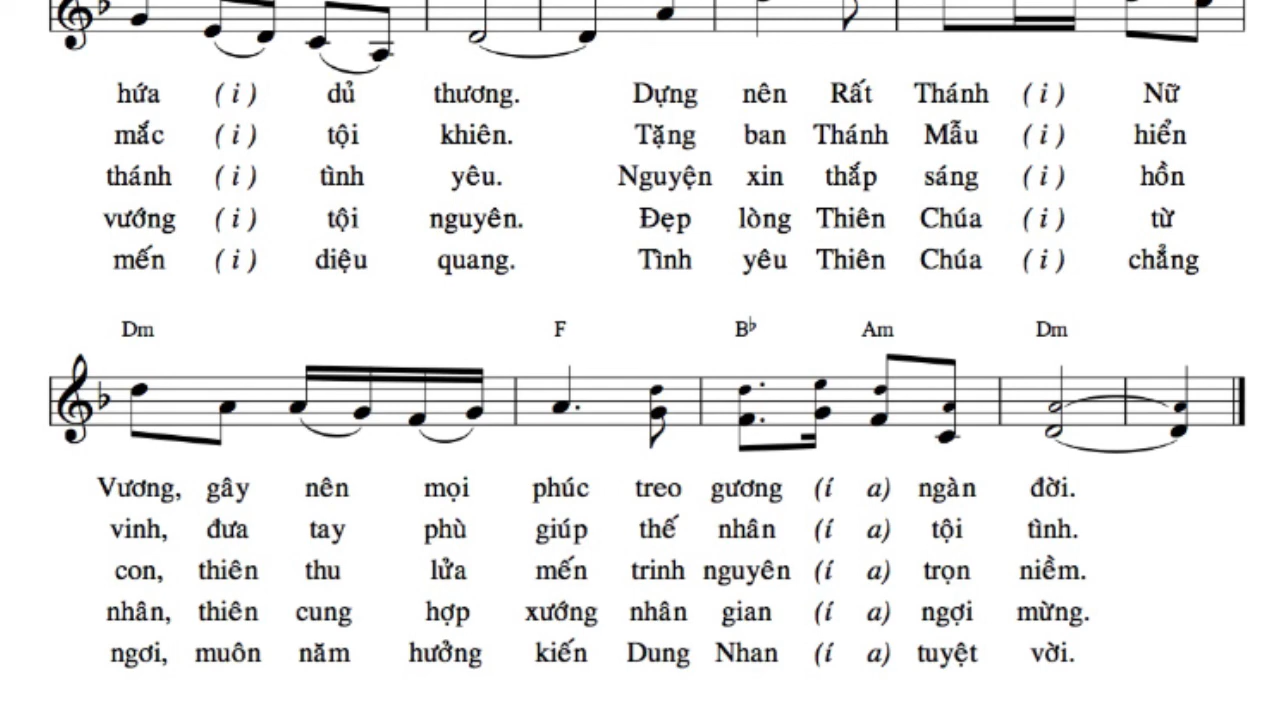 hứa ( i ) dủ thương. Dựng nên Rất Thánh ( i ) Nữ
mắc ( i ) tội khiên. Tặng ban Thánh Mẫu ( i ) hiển
thánh ( i ) tình yêu. Nguyện xin thắp sáng ( i ) hồn
vướng ( i ) tội nguyên. Đẹp lòng Thiên Chúa ( i ) từ
mến ( i ) diệu quang. Tình yêu Thiên Chúa ( i ) chẳng
Dm F B♭ Am Dm
Vương, gây nên mọi phúc treo gương (í a) ngàn đời.
vinh, đưa tay phù giúp thế nhân (í a) tội tình.
con, thiên thu lửa mến trinh nguyên (í a) trọn niềm.
nhân, thiên cung hợp xướng nhân gian (í a) ngợi mừng.
ngơi, muôn năm hưởng kiến Dung Nhan (í a) tuyệt vời.